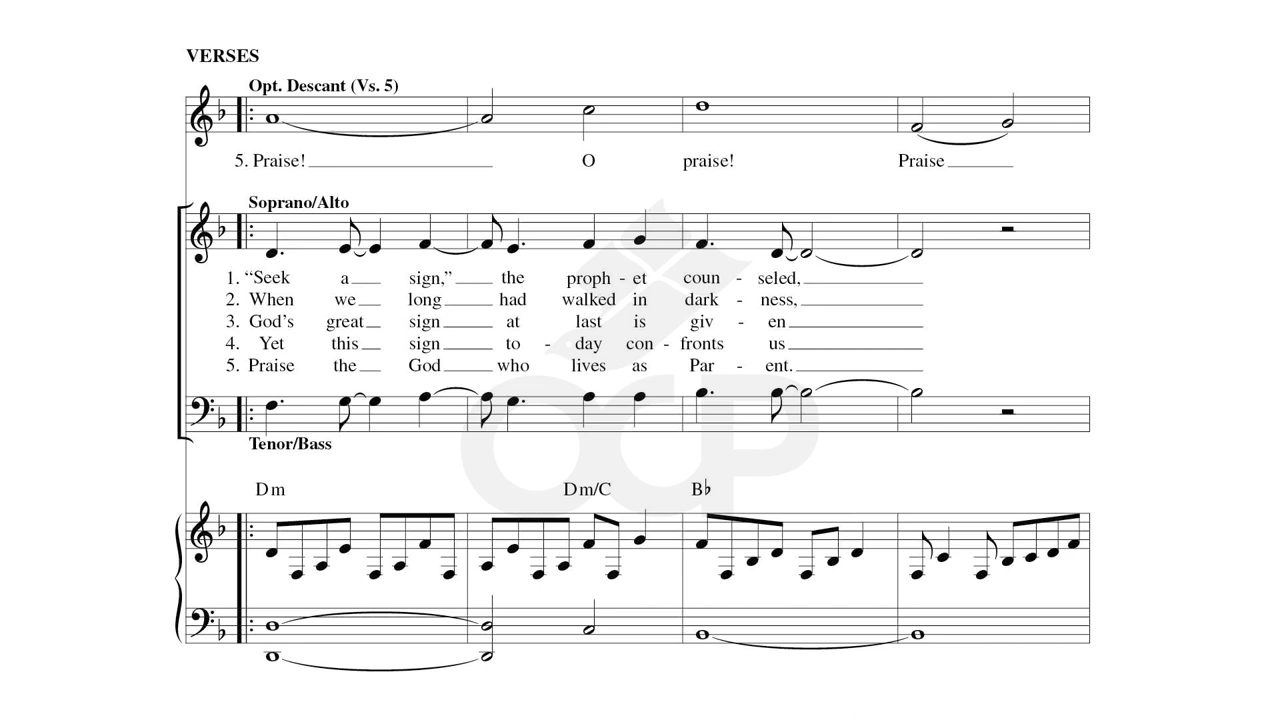 VERSES
Opt. Descant (Vs. 5)
5. Praise! O praise! Praise
Soprano/Alto
1. “Seek a sign,” the proph - et coun - seled,
2. When we long had walked in dark - ness,
3. God’s great sign at last is giv - en
4. Yet this sign to - day con - fronts us
5. Praise the God who lives as Par - ent.
Tenor/Bass
Dm Dm/C B♭
OCP